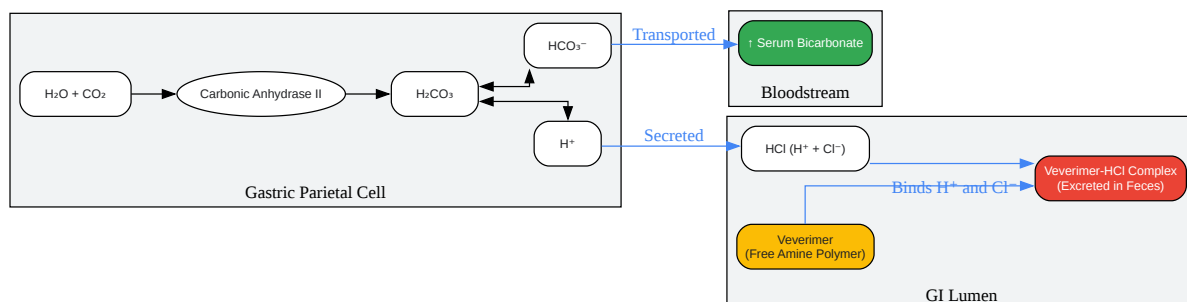 H₂O + CO₂
Carbonic Anhydrase II
H₂CO₃
HCO₃⁻
H⁺
Gastric Parietal Cell
Transported
↑ Serum Bicarbonate
Bloodstream
Secreted
HCl (H⁺ + Cl⁻)
Binds H⁺ and Cl⁻
Veverimer-HCl Complex
(Excreted in Feces)
Veverimer
(Free Amine Polymer)
GI Lumen